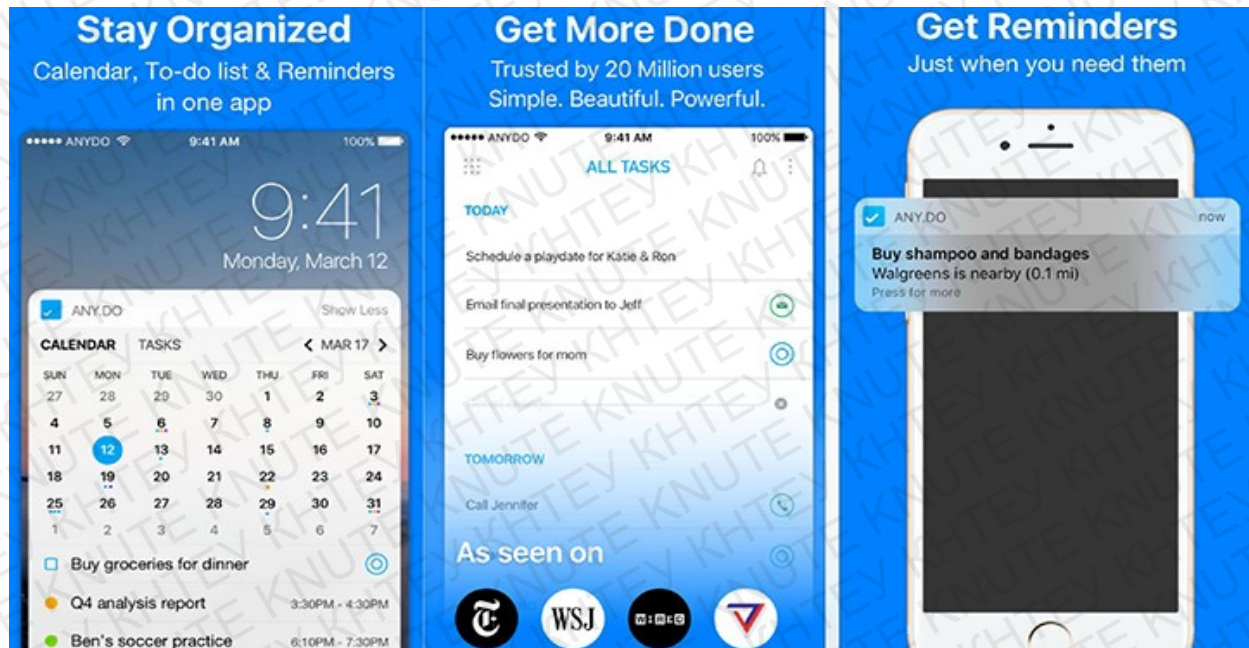 Stay Organized
Calendar, To-do list & Reminders
in one app
ANYDO
9:41 AM
100%
9:41
Monday, March 12
ANY.DO
Show Less
CALENDAR TASKS
MAR 17
SUN MON TUE WED THU FRI SAT
27 28 29 30 1 2 3
4 5 6 7 8 9 10
11 12 13 14 15 16 17
18 19 20 21 22 23 24
25 26 27 28 29 30 31
1 2 3 4 5 6 7
Buy groceries for dinner
Q4 analysis report 3:30PM - 4:30PM
Ben's soccer practice 6:10PM - 7:30PM
Get More Done
Trusted by 20 Million users
Simple. Beautiful. Powerful.
ANYDO 9:41 AM 100%
ALL TASKS
TODAY
Schedule a playdate for Katie & Ron
Email final presentation to Jeff
Buy flowers for mom
TOMORROW
Call Jennifer
As seen on
T
WSJ
WIRED
Get Reminders
Just when you need them
ANY.DO now
Buy shampoo and bandages
Walgreens is nearby (0.1 mi)
Press for more
KNUTE KHTEY